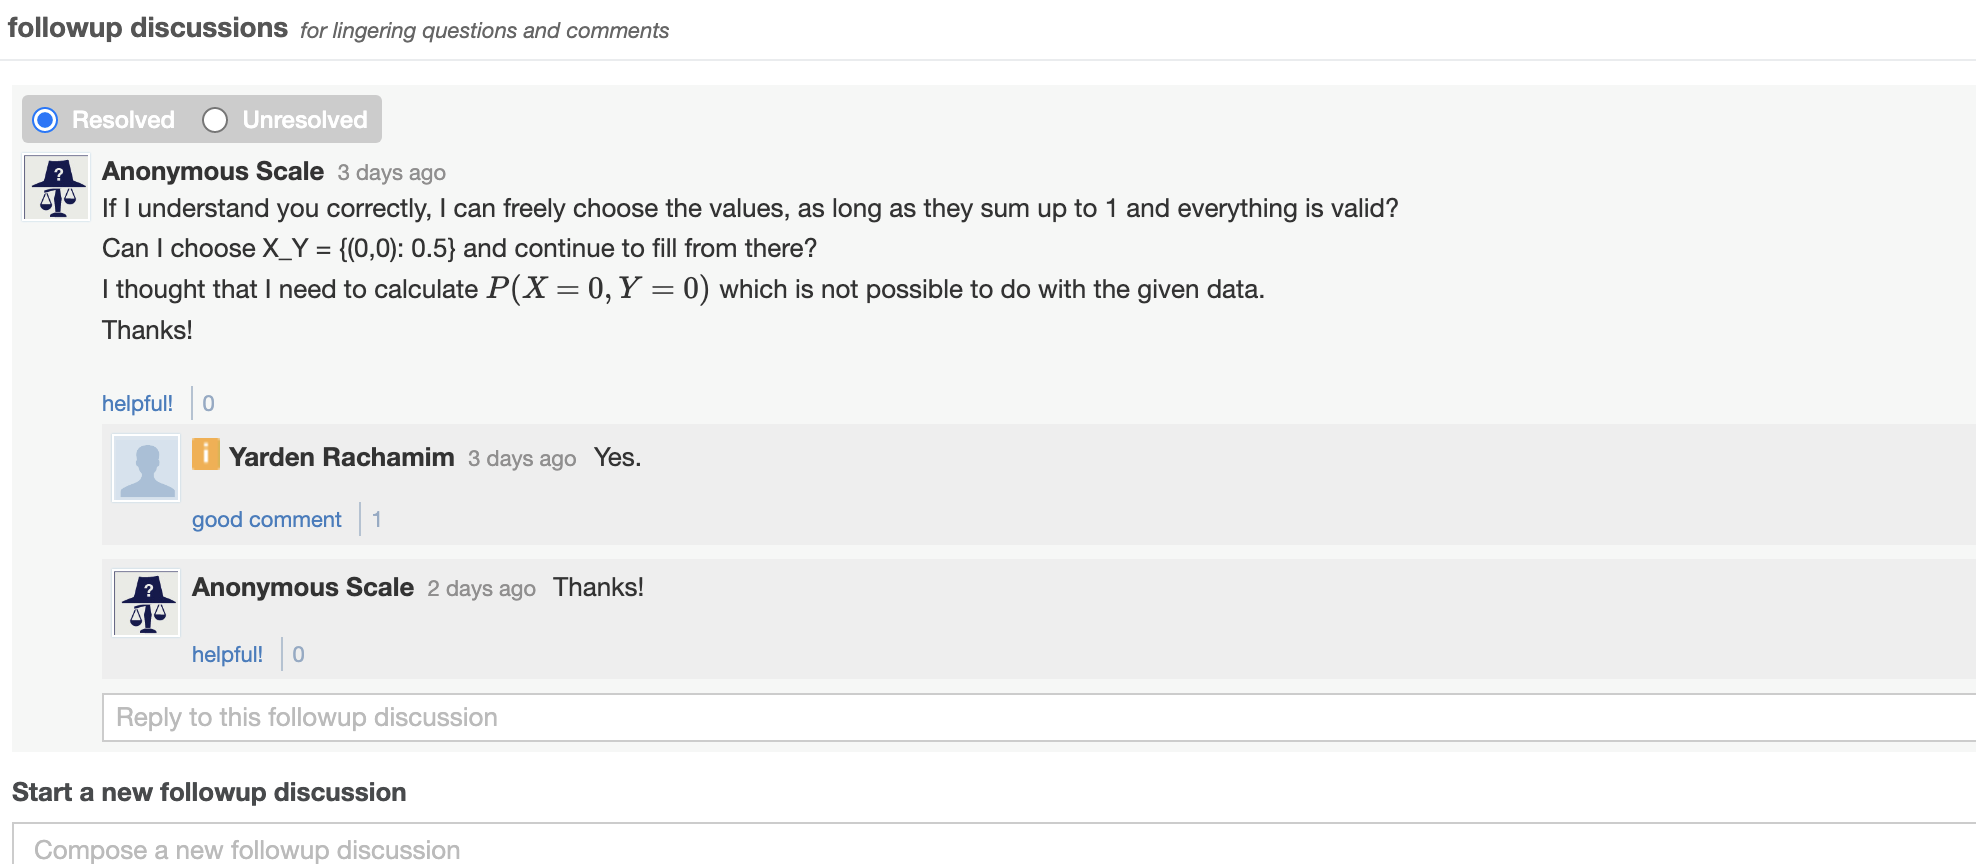 followup discussions for lingering questions and comments
Resolved Unresolved
Anonymous Scale 3 days ago
If I understand you correctly, I can freely choose the values, as long as they sum up to 1 and everything is valid?
Can I choose X_Y = {(0,0): 0.5} and continue to fill from there?
I thought that I need to calculate P(X = 0, Y = 0) which is not possible to do with the given data.
Thanks!
helpful! 0
i Yarden Rachamim 3 days ago Yes.
good comment 1
? Anonymous Scale 2 days ago Thanks!
helpful! 0
Reply to this followup discussion
Start a new followup discussion
Compose a new followup discussion